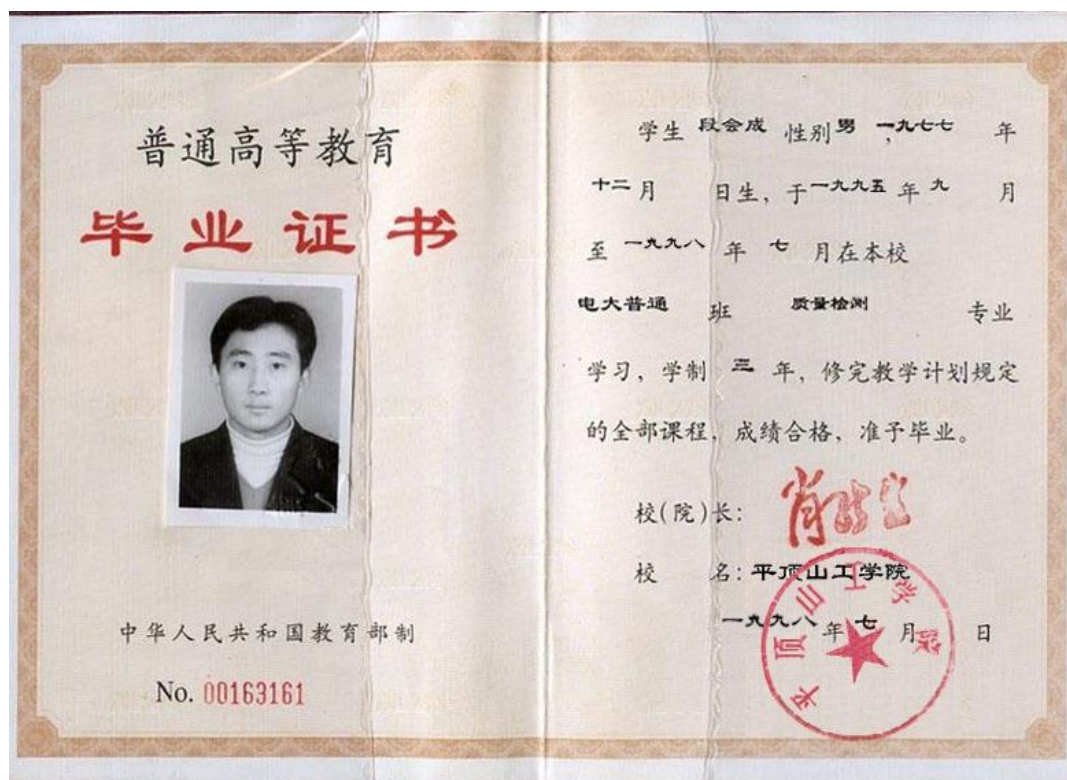 普通高等教育
毕业证书
中华人民共和国教育部制
No. 00163161
学生 段会成 性别 男 , 一九七七 年
十二 月 日生, 于 一九九五 年 九 月
至 一九九八 年 七 月在本校
电大普通 班 质量检测 专业
学习, 学制 三 年, 修完教学计划规定
的全部课程, 成绩合格, 准予毕业。
校(院)长:
校 名: 平顶山工学院
一九九八 年 七 月 日
平顶山工学院